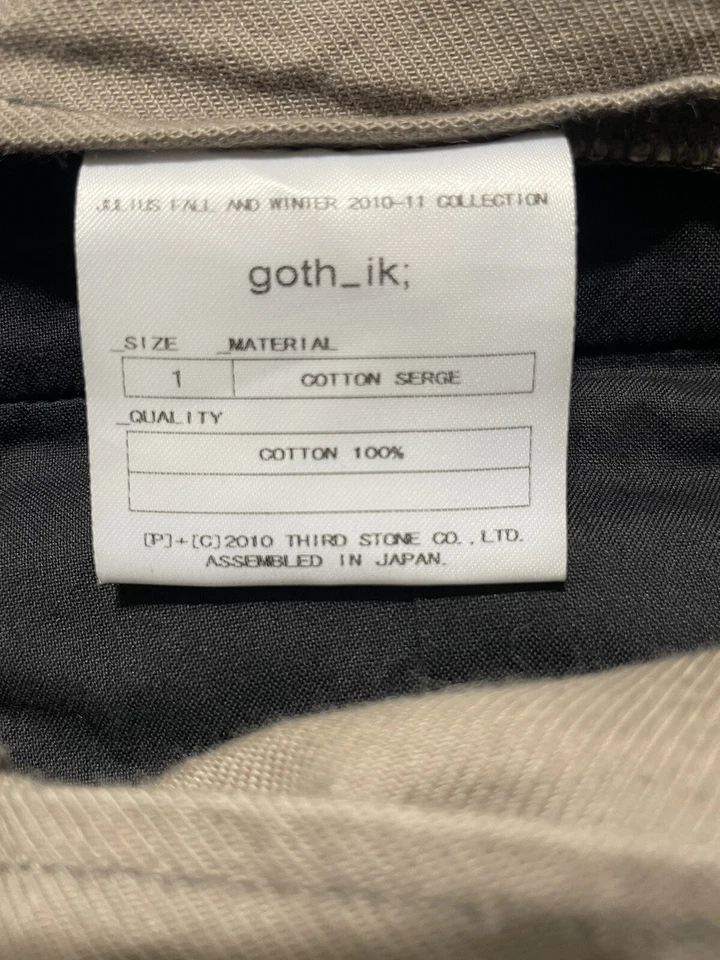 JULIUS FALL AND WINTER 2010-11 COLLECTION
goth_ik;
_SIZE _MATERIAL
1 COTTON SERGE
_QUALITY
COTTON 100%
[P]+[C]2010 THIRD STONE CO.,LTD.
ASSEMBLED IN JAPAN.